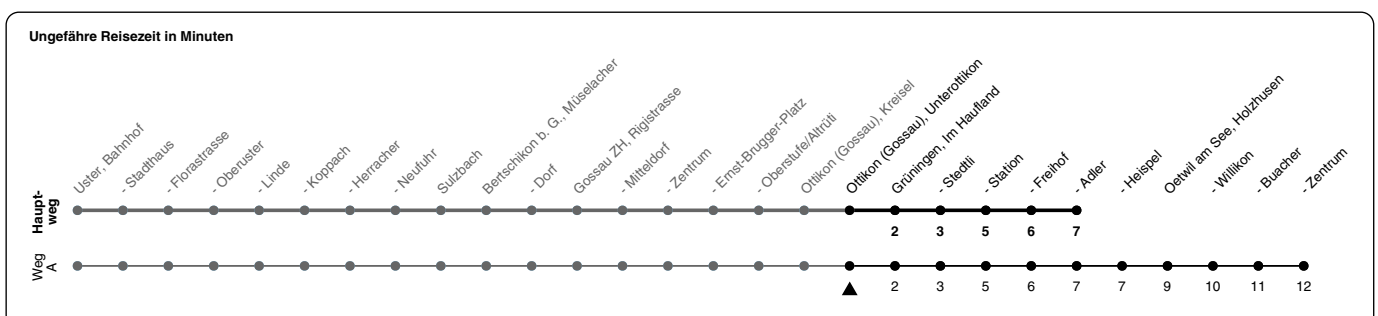 Ungefähre Reisezeit in Minuten
Uster, Bahnhof
- Stadthaus
- Florastrasse
- Oberuster
- Linde
- Koppach
- Herracher
- Neufuhr
Sulzbach
Bertschikon b. G., Müselacher
- Dorf
Gossau ZH, Rigistrasse
- Mitteldorf
- Zentrum
- Ernst-Brugger-Platz
- Oberstufe/Altrüti
Ottikon (Gossau), Kreisel
Ottikon (Gossau), Unterottikon
Grüningen, Im Haufland
- Stedtli
- Station
- Freihof
- Adler
- Heispel
Oetwil am See, Holzhusen
- Willikon
- Buacher
- Zentrum
Haupt-
weg
2 3 5 6 7
Weg
A
2 3 5 6 7 7 9 10 11 12